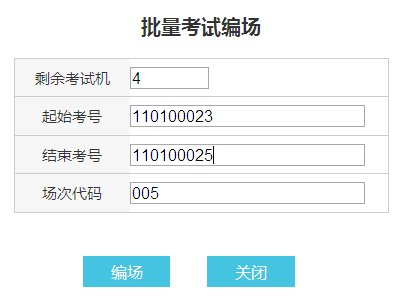 批量考试编场
剩余考试机 4
起始考号 110100023
结束考号 110100025
场次代码 005
编场 关闭